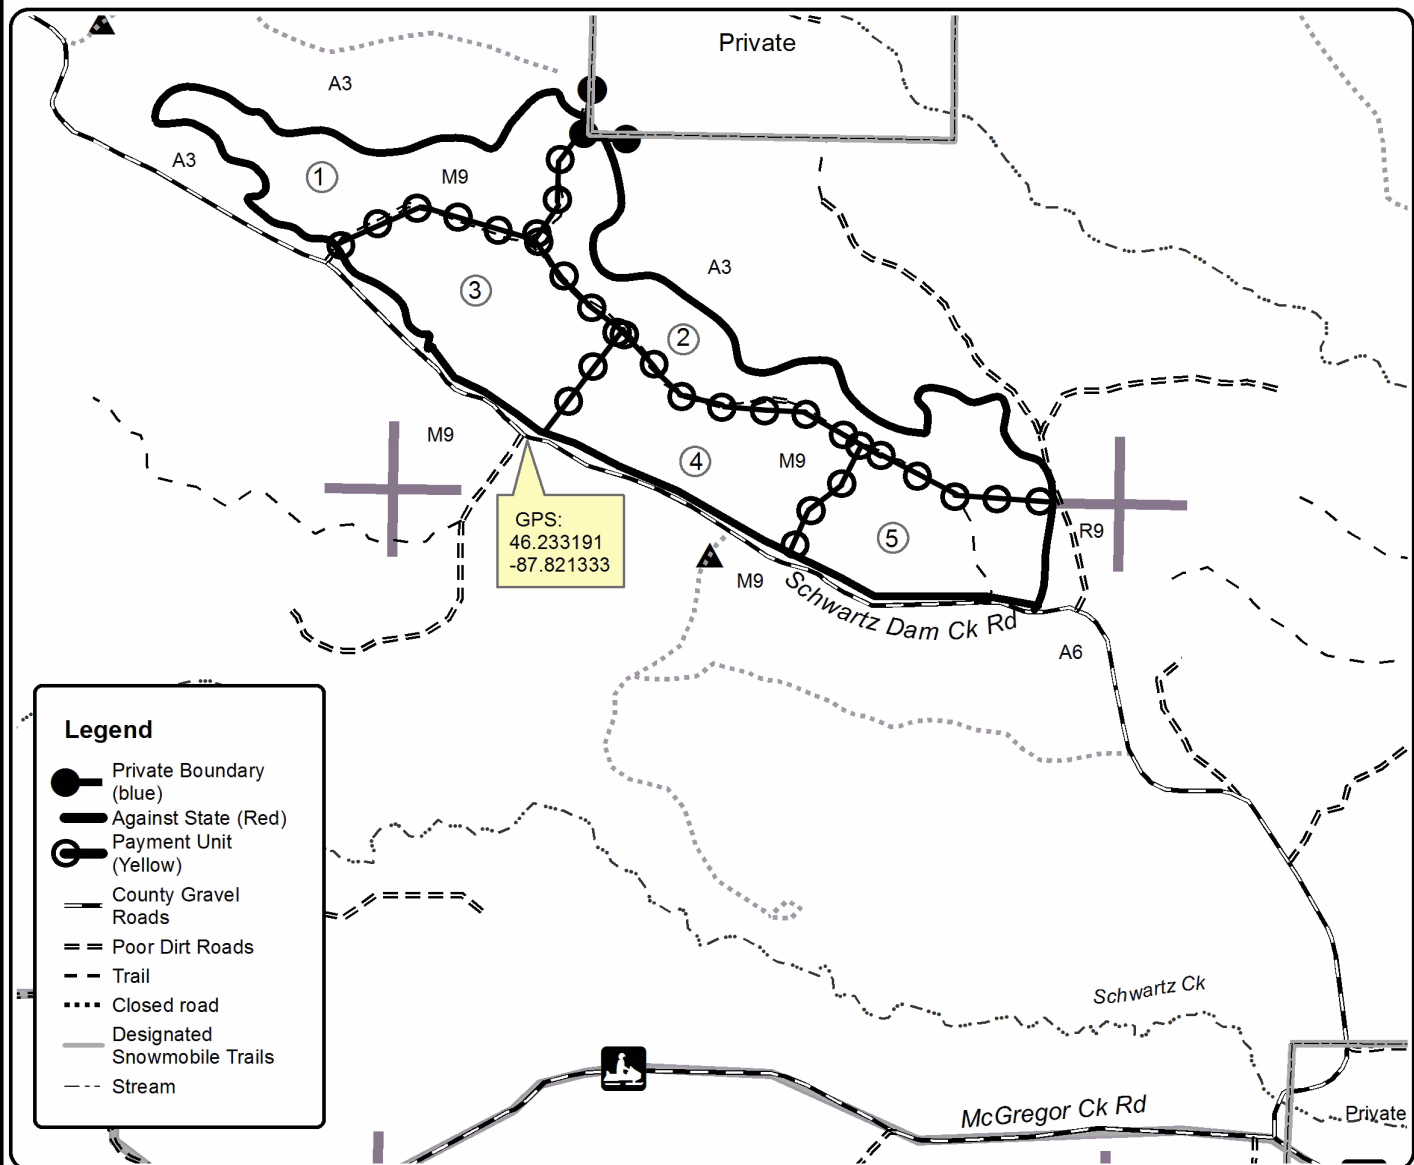 Private
A3
A3
1
M9
A3
3
2
M9
4
M9
GPS:
46.233191
-87.821333
5
R9
M9
Schwartz Dam Ck Rd
A6
Legend
Private Boundary
(blue)
Against State (Red)
Payment Unit
(Yellow)
County Gravel
Roads
Poor Dirt Roads
Trail
Closed road
Designated
Snowmobile Trails
Stream
Schwartz Ck
McGregor Ck Rd
Private